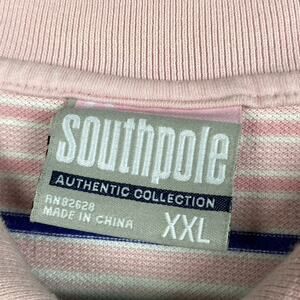 southpole
AUTHENTIC COLLECTION
RN82628
MADE IN CHINA
XXL